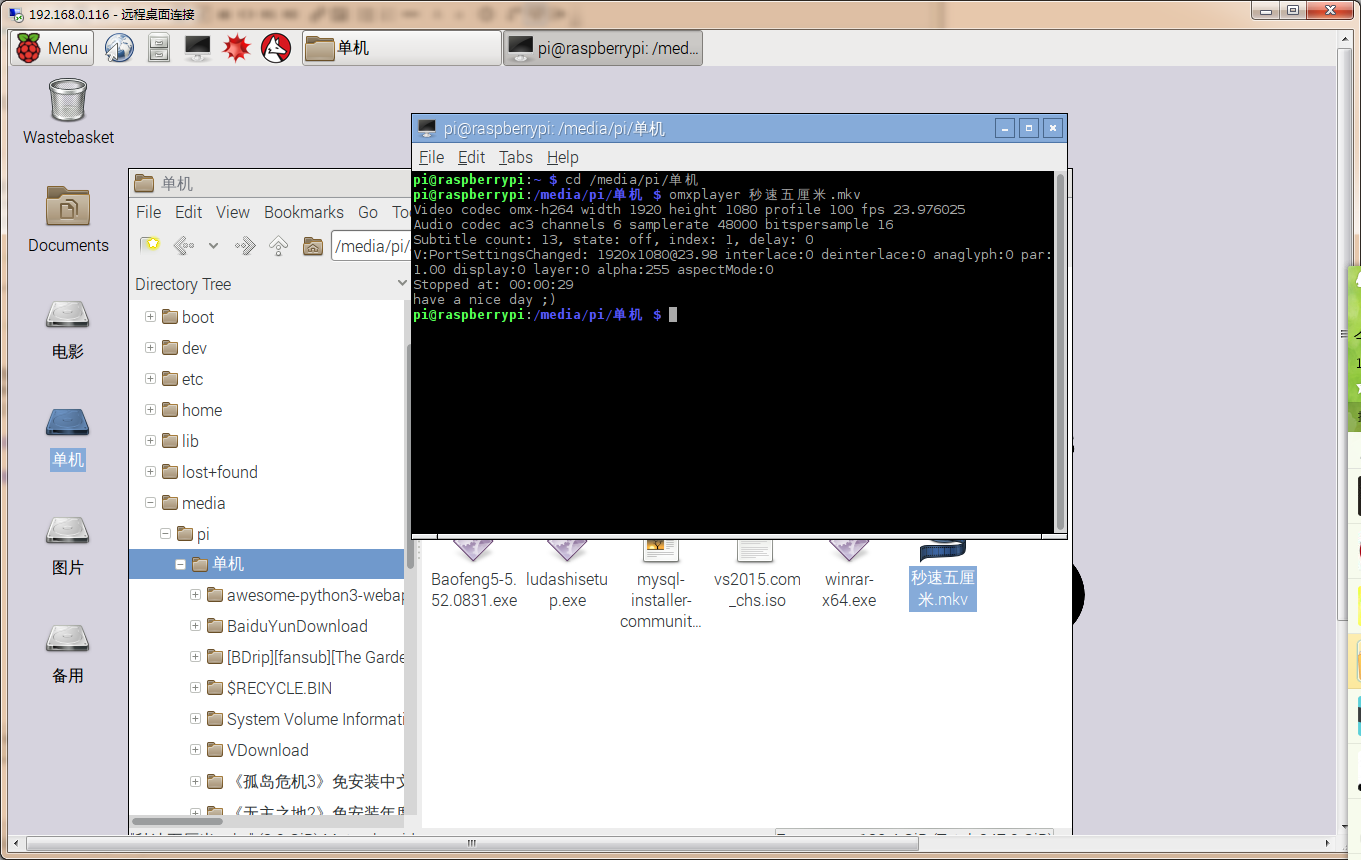 192.168.0.116 - 远程桌面连接
Menu
单机
pi@raspberrypi: /med...
Wastebasket
Documents
电影
单机
图片
备用
单机
File Edit View Bookmarks Go
/media/pi/
Directory Tree
boot
dev
etc
home
lib
lost+found
media
pi
单机
awesome-python3-webap
BaiduYunDownload
[BDrip][fansub][The Garde
$RECYCLE.BIN
System Volume Informati
VDownload
《孤岛危机3》免安装中文
《无主之地2》免安装年度
pi@raspberrypi: /media/pi/单机
File Edit Tabs Help
pi@raspberrypi:~ $ cd /media/pi/单机
pi@raspberrypi:/media/pi/单机 $ omxplayer 秒速五厘米.mkv
Video codec omx-h264 width 1920 height 1080 profile 100 fps 23.976025
Audio codec ac3 channels 6 samplerate 48000 bitspersample 16
Subtitle count: 13, state: off, index: 1, delay: 0
V:PortSettingsChanged: 1920x1080@23.98 interlace:0 deinterlace:0 anaglyph:0 par:
1.00 display:0 layer:0 alpha:255 aspectMode:0
Stopped at: 00:00:29
have a nice day ;)
pi@raspberrypi:/media/pi/单机 $
Baofeng5-5.
52.0831.exe
ludashisetu
p.exe
mysql-
installer-
communit...
vs2015.com
_chs.iso
winrar-
x64.exe
秒速五厘
米.mkv